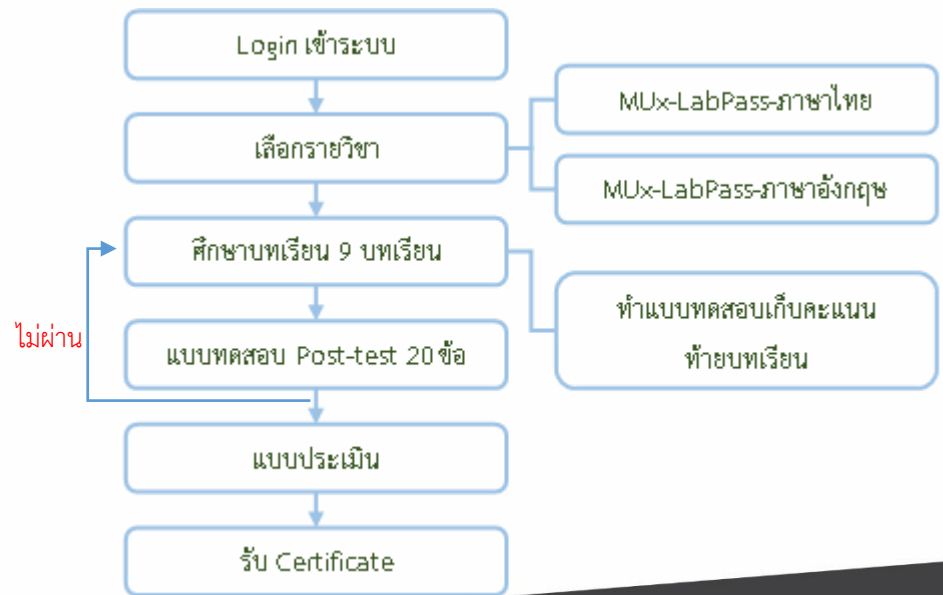 Login เข้าระบบ
เลือกรายวิชา
MUx-LabPass-ภาษาไทย
MUx-LabPass-ภาษาอังกฤษ
ศึกษาบทเรียน 9 บทเรียน
ทำแบบทดสอบเก็บคะแนน
ท้ายบทเรียน
ไม่ผ่าน
แบบทดสอบ Post-test 20 ข้อ
แบบประเมิน
รับ Certificate